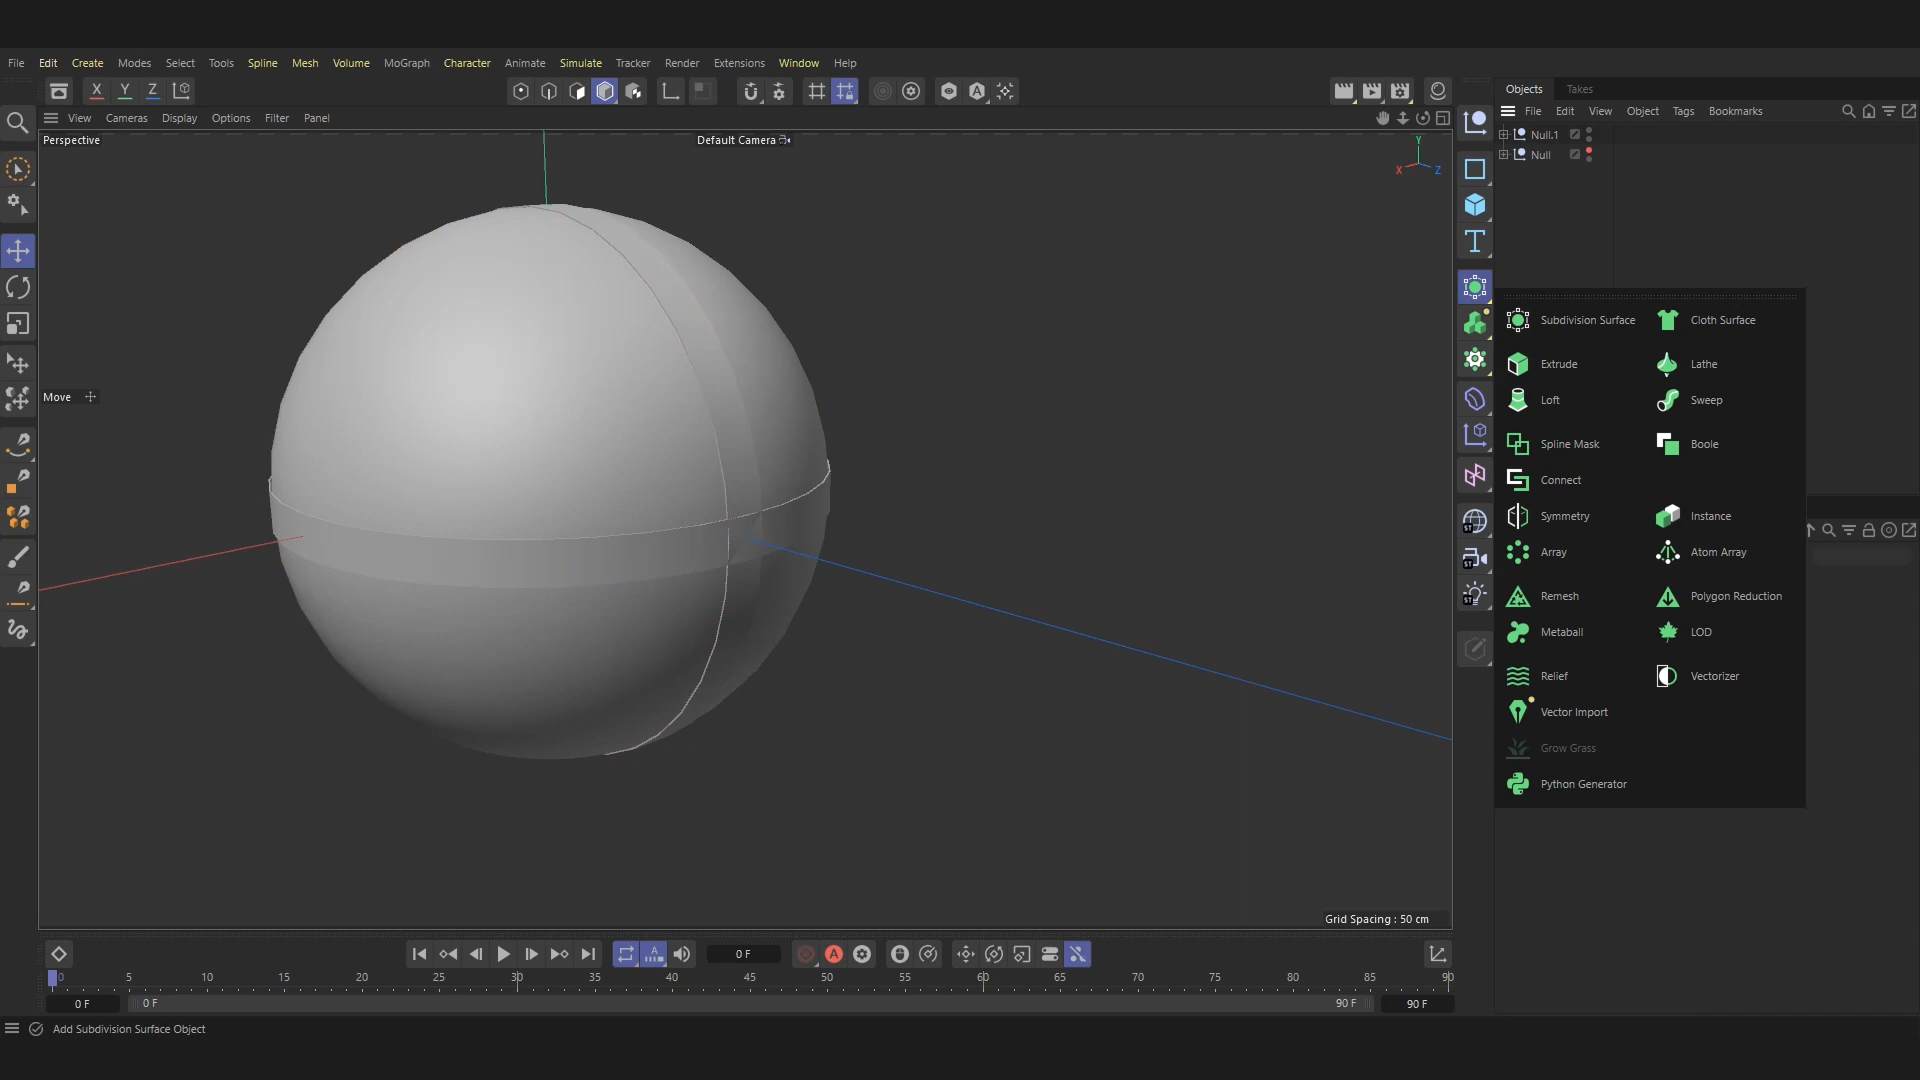 File Edit Create Modes Select Tools Spline Mesh Volume MoGraph Character Animate Simulate Tracker Render Extensions Window Help
X Y Z
A
Objects Takes
File Edit View Object Tags Bookmarks
View Cameras Display Options Filter Panel
Perspective
Default Camera
Y
X
Z
Null.1
Null
Move
Subdivision Surface Cloth Surface
Extrude Lathe
Loft Sweep
Spline Mask Boole
Connect
Symmetry Instance
Array Atom Array
Remesh Polygon Reduction
Metaball LOD
Relief Vectorizer
Vector Import
Grow Grass
Python Generator
T
ST
ST
ST
Grid Spacing : 50 cm
A
0 F
A
0 5 10 15 20 25 30 35 40 45 50 55 60 65 70 75 80 85 90
0 F 0 F 90 F 90 F
Add Subdivision Surface Object